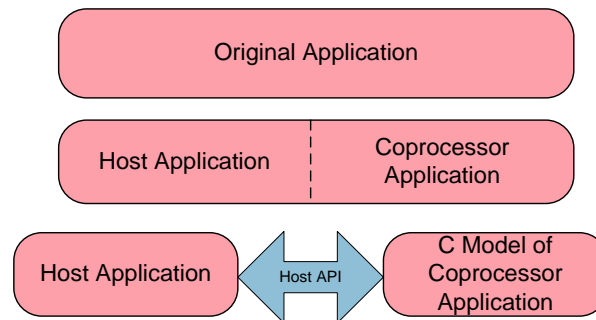 Original Application
Host Application
Coprocessor
Application
Host Application
Host API
C Model of
Coprocessor
Application